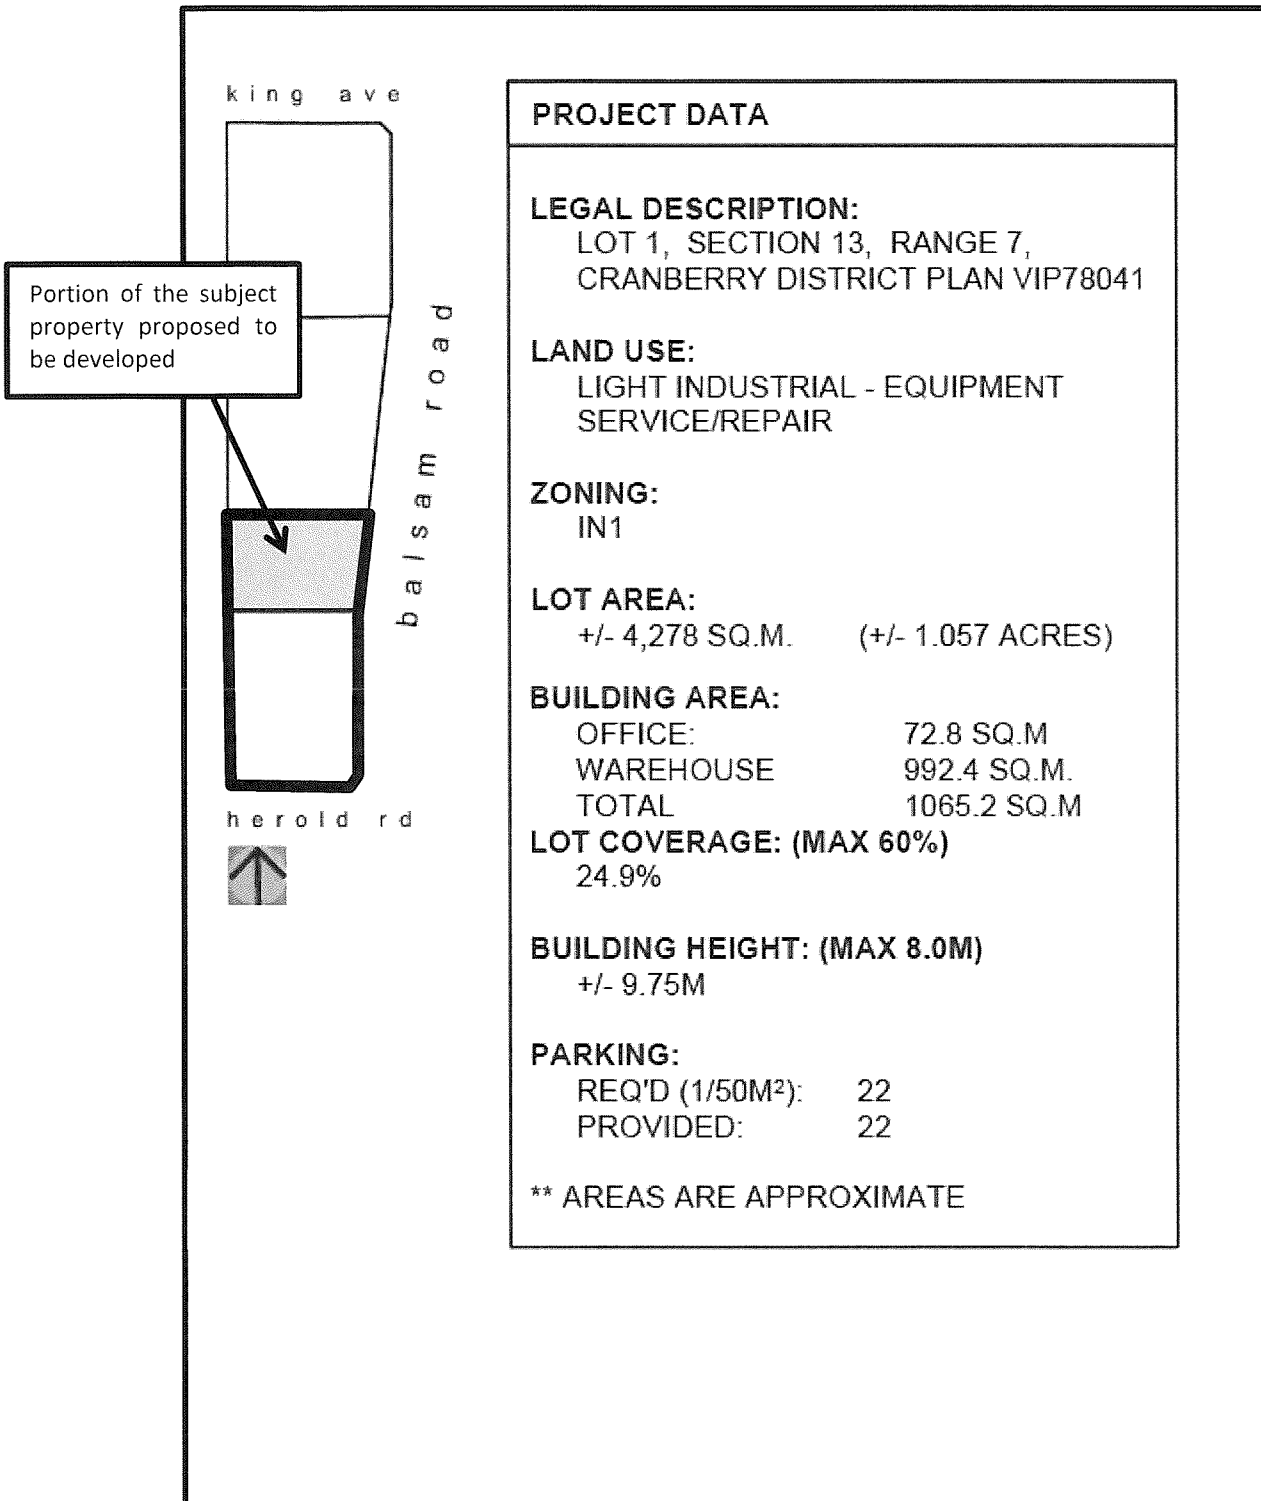 king ave
Portion of the subject
property proposed to
be developed
balsam road
herold rd
PROJECT DATA
LEGAL DESCRIPTION:
LOT 1, SECTION 13, RANGE 7,
CRANBERRY DISTRICT PLAN VIP78041
LAND USE:
LIGHT INDUSTRIAL - EQUIPMENT
SERVICE/REPAIR
ZONING:
IN1
LOT AREA:
+/- 4,278 SQ.M. (+/- 1.057 ACRES)
BUILDING AREA:
OFFICE: 72.8 SQ.M
WAREHOUSE 992.4 SQ.M.
TOTAL 1065.2 SQ.M
LOT COVERAGE: (MAX 60%)
24.9%
BUILDING HEIGHT: (MAX 8.0M)
+/- 9.75M
PARKING:
REQ'D (1/50M²): 22
PROVIDED: 22
** AREAS ARE APPROXIMATE